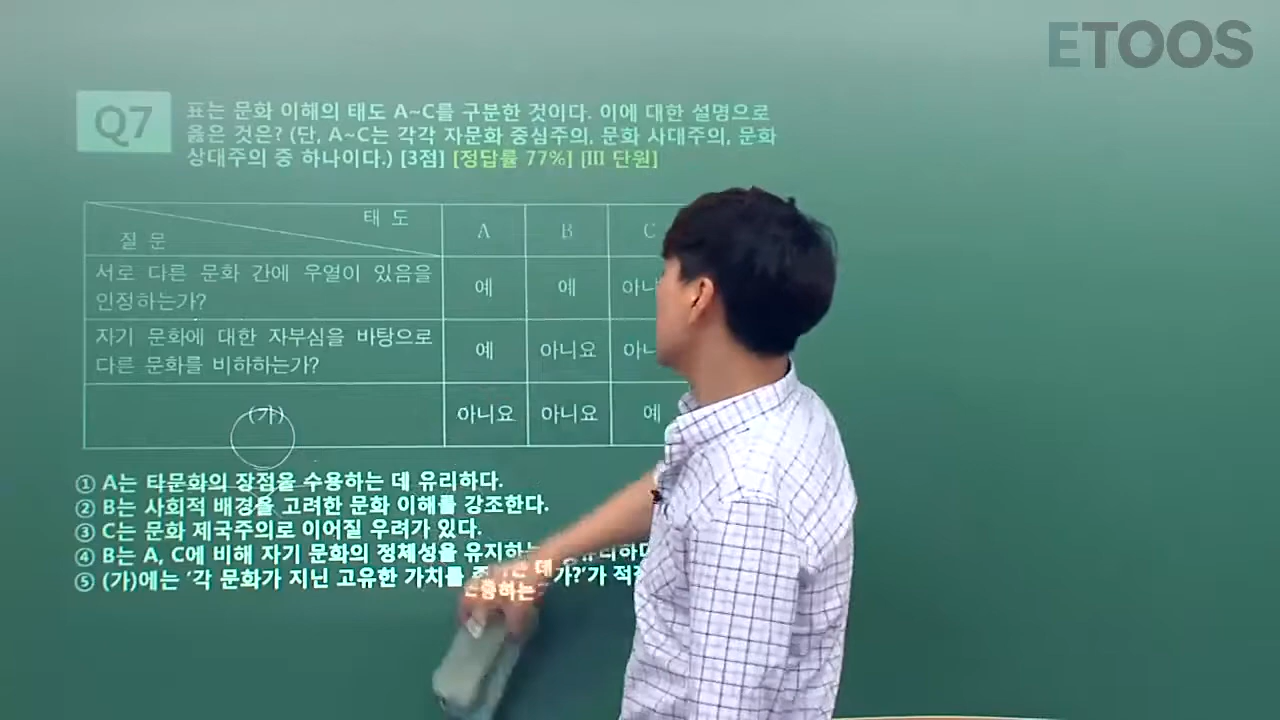 ETOOS
Q7
표는 문화 이해의 태도 A~C를 구분한 것이다. 이에 대한 설명으로
옳은 것은? (단, A~C는 각각 자문화 중심주의, 문화 사대주의, 문화
상대주의 중 하나이다.) [3점] [정답률 77%] [III 단원]
태 도
질 문
A
B
C
서로 다른 문화 간에 우열이 있음을
인정하는가?
예
예
아니
자기 문화에 대한 자부심을 바탕으로
다른 문화를 비하하는가?
예
아니요
아니
(가)
아니요
아니요
예
① A는 타문화의 장점을 수용하는 데 유리하다.
② B는 사회적 배경을 고려한 문화 이해를 강조한다.
③ C는 문화 제국주의로 이어질 우려가 있다.
④ B는 A, C에 비해 자기 문화의 정체성을 유지하는
⑤ (가)에는 '각 문화가 지닌 고유한 가치를 가?'가